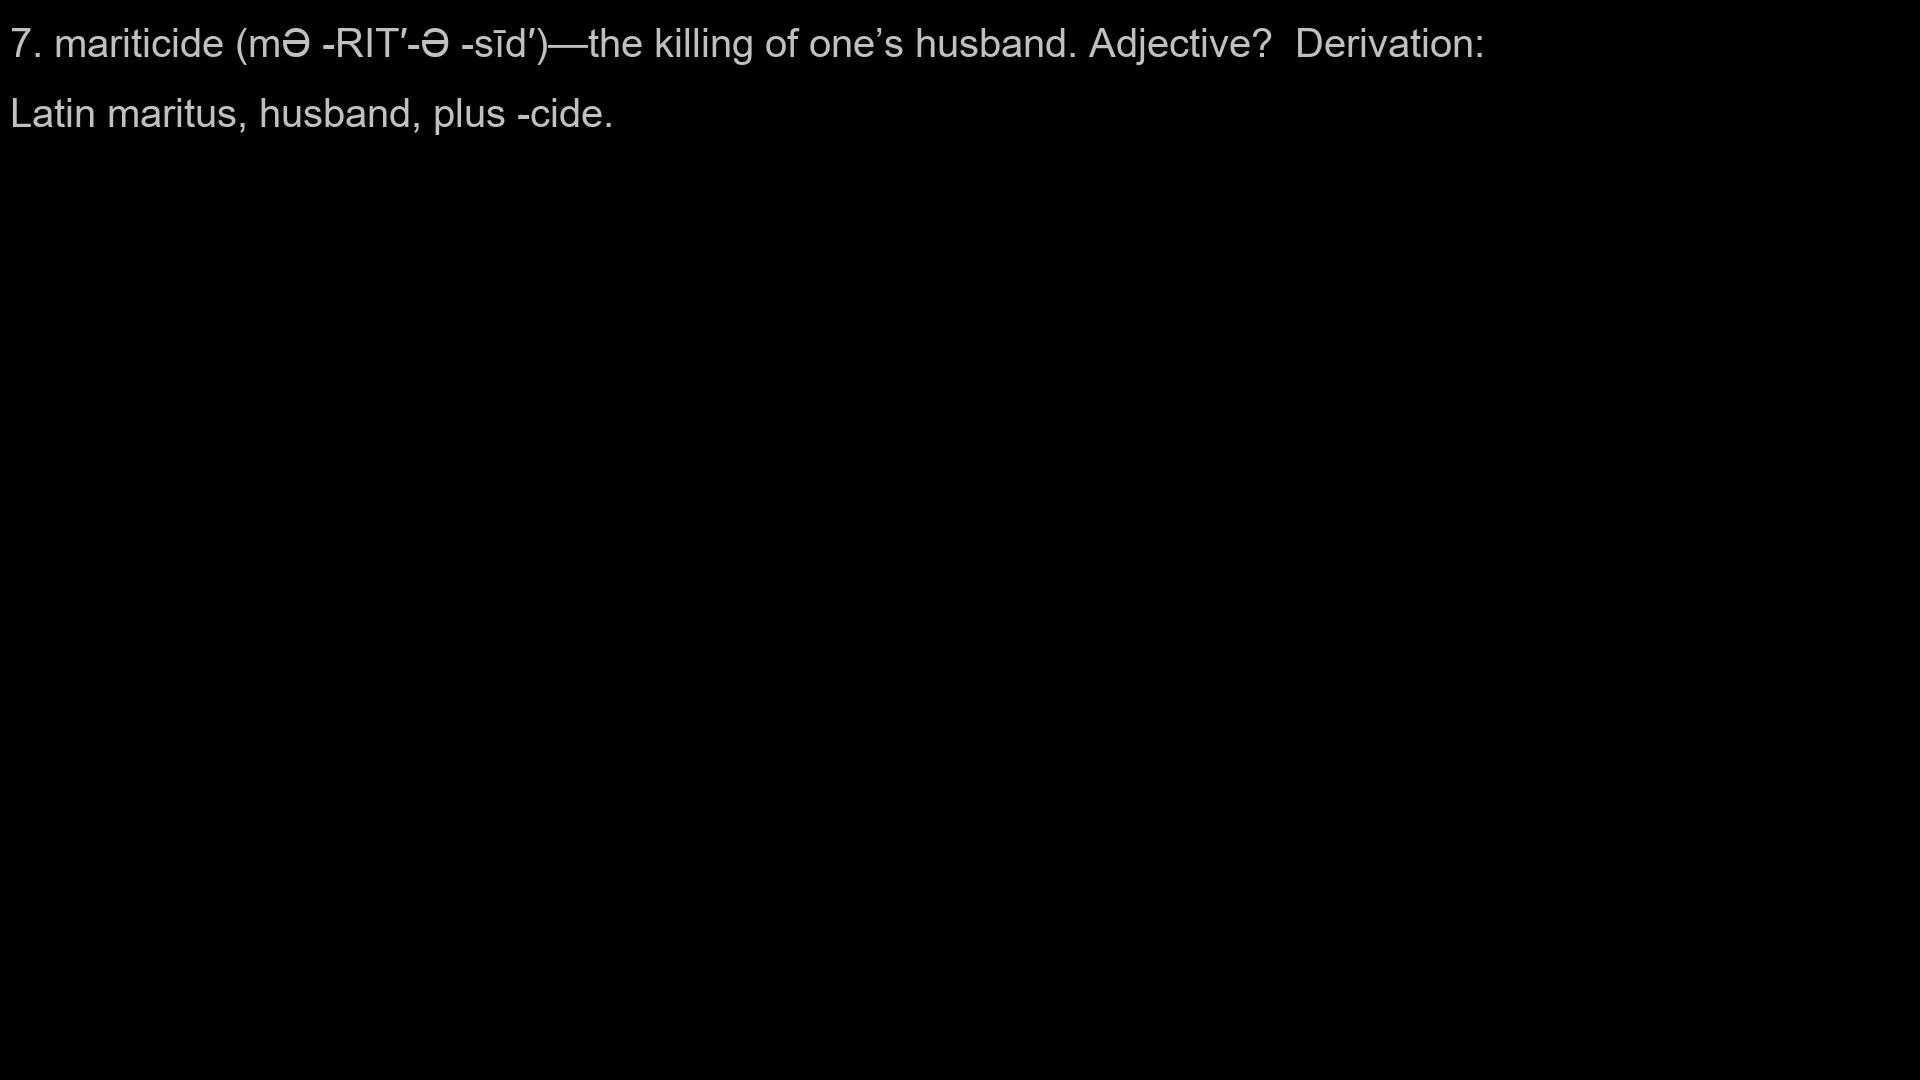 7. mariticide (mƏ -RIT′-Ə -sīd′)—the killing of one’s husband. Adjective?  Derivation:
Latin maritus, husband, plus -cide.